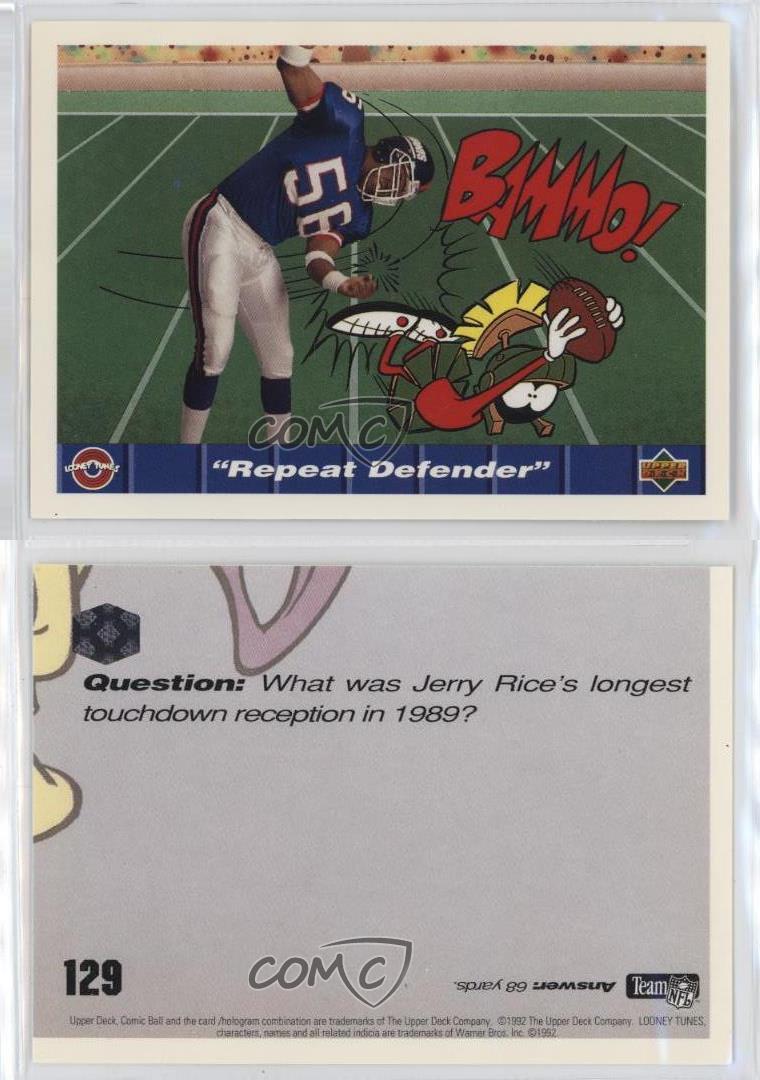 56
GIANTS
BAMMO!
COMC
LOONEY TUNES
"Repeat Defender"
UPPER
DECK
Question: What was Jerry Rice's longest
touchdown reception in 1989?
129
COMC
Answer: 68 yards.
Team
NFL
Upper Deck, Comic Ball and the card /hologram combination are trademarks of The Upper Deck Company. ©1992 The Upper Deck Company. LOONEY TUNES,
characters, names and all related indicia are trademarks of Warner Bros. Inc. ©1992.